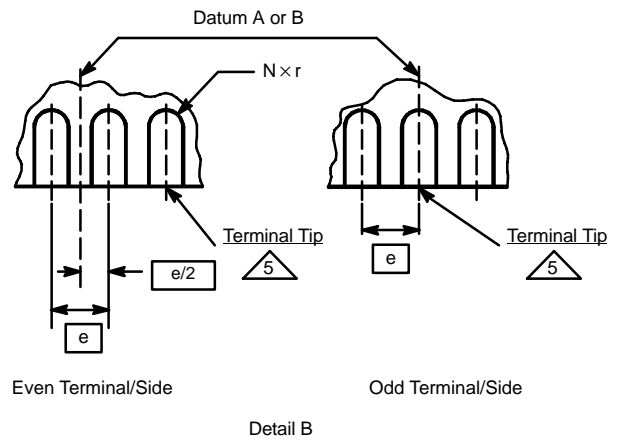 Datum A or B
N×r
Terminal Tip
5
e/2
e
Even Terminal/Side
Terminal Tip
5
e
Odd Terminal/Side
Detail B